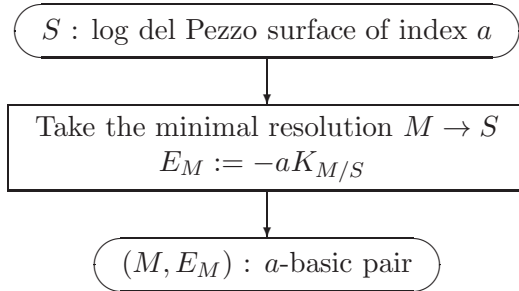 S : log del Pezzo surface of index a
Take the minimal resolution M → S
E_M := −aK_{M/S}
(M, E_M) : a-basic pair